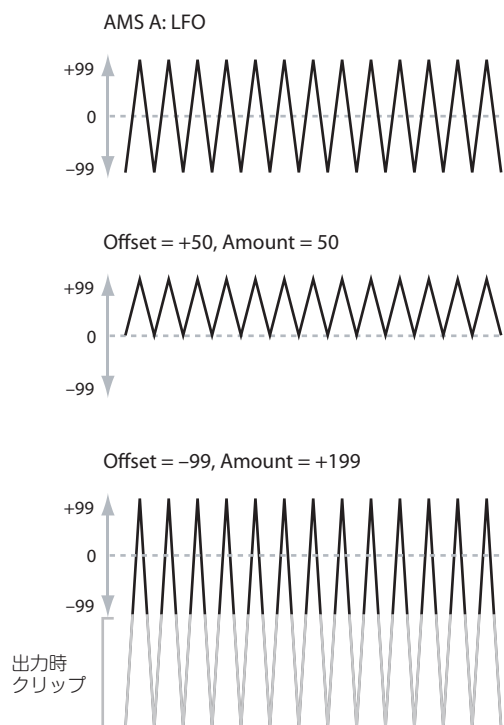 AMS A: LFO
+99
0
–99
Offset = +50, Amount = 50
+99
0
–99
Offset = –99, Amount = +199
+99
0
–99
出力時
クリップ